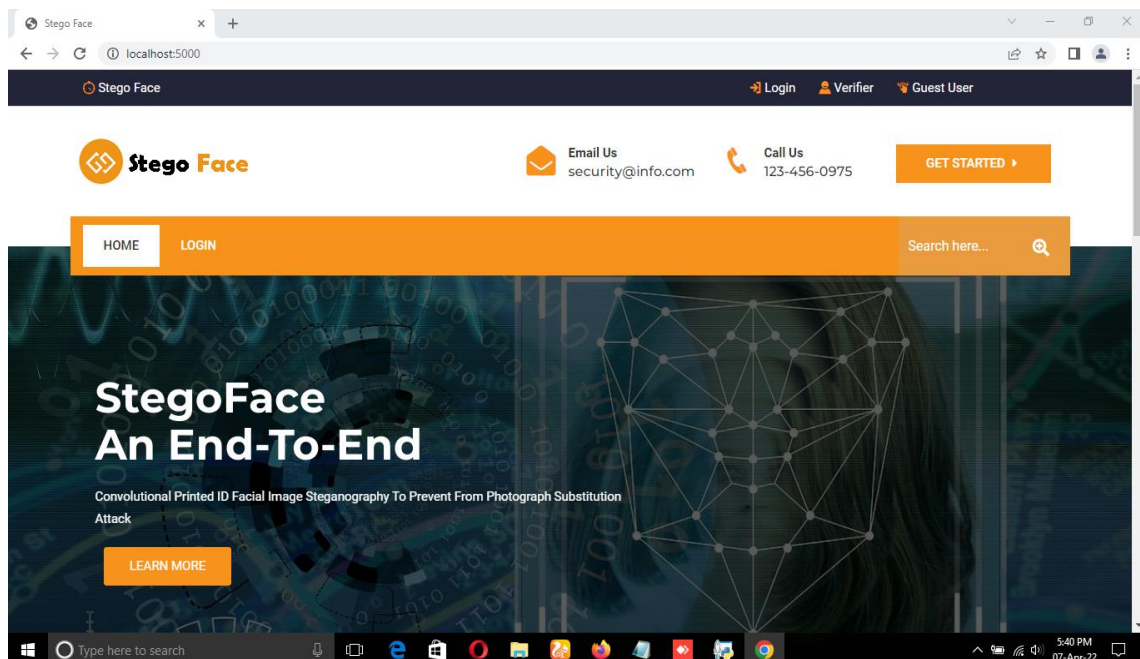 Stego Face
localhost:5000
Stego Face
Login
Verifier
Guest User
Stego Face
Email Us
security@info.com
Call Us
123-456-0975
GET STARTED
HOME
LOGIN
Search here...
StegoFace
An End-To-End
Convolutional Printed ID Facial Image Steganography To Prevent From Photograph Substitution
Attack
LEARN MORE
Type here to search
5:40 PM
07-Apr-22